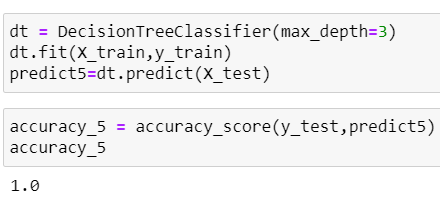 dt = DecisionTreeClassifier(max_depth=3)
dt.fit(X_train,y_train)
predict5=dt.predict(X_test)
accuracy_5 = accuracy_score(y_test,predict5)
accuracy_5
1.0